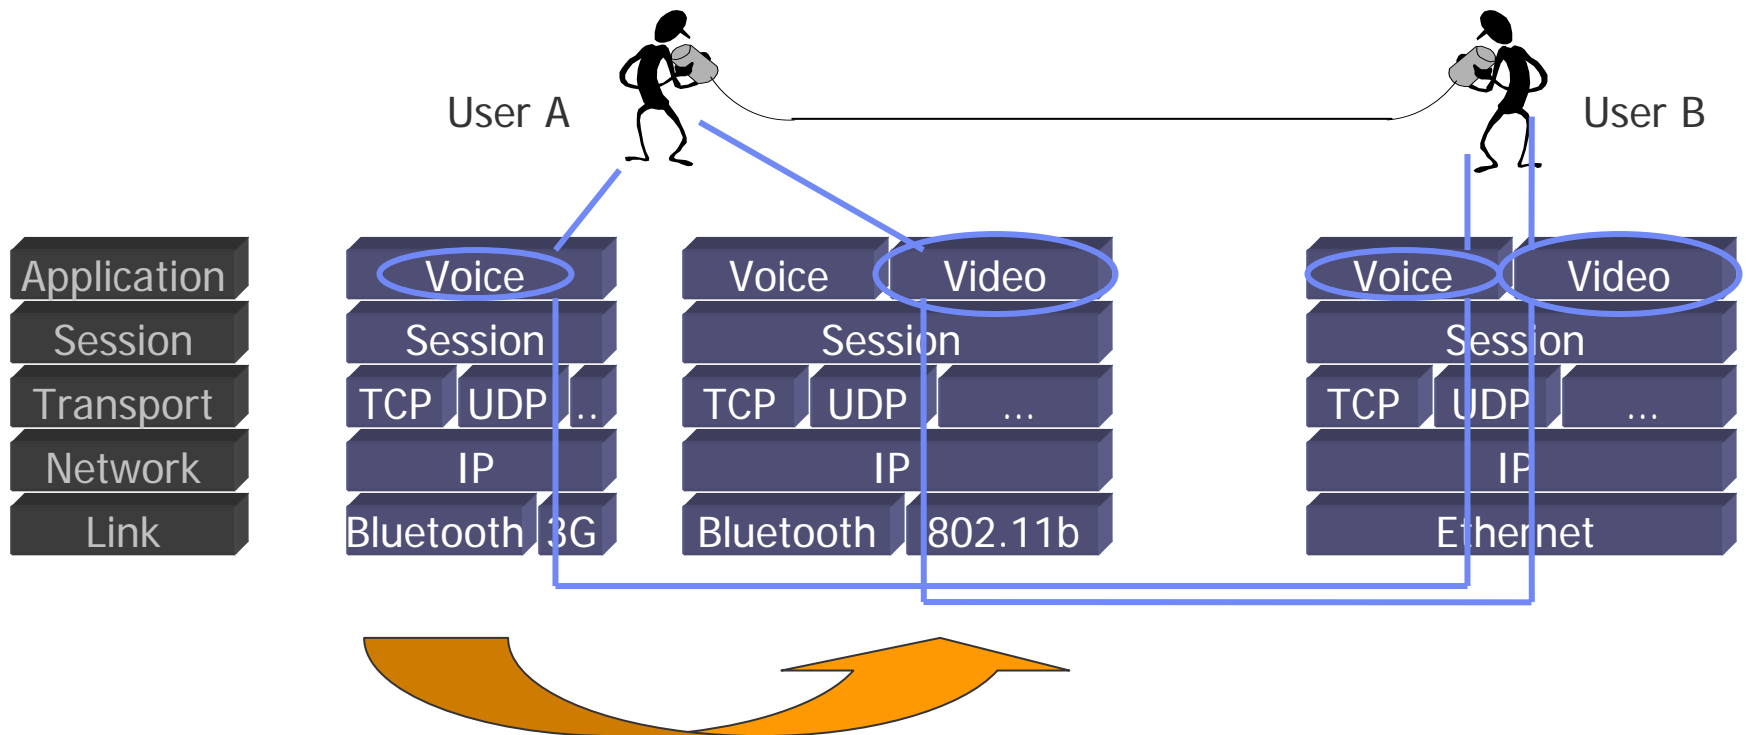 User A
User B
Application
Voice
Voice
Video
Voice
Video
Session
Session
Session
Session
Transport
TCP
UDP
..
TCP
UDP
...
TCP
UDP
...
Network
IP
IP
IP
Link
Bluetooth
3G
Bluetooth
802.11b
Ethernet